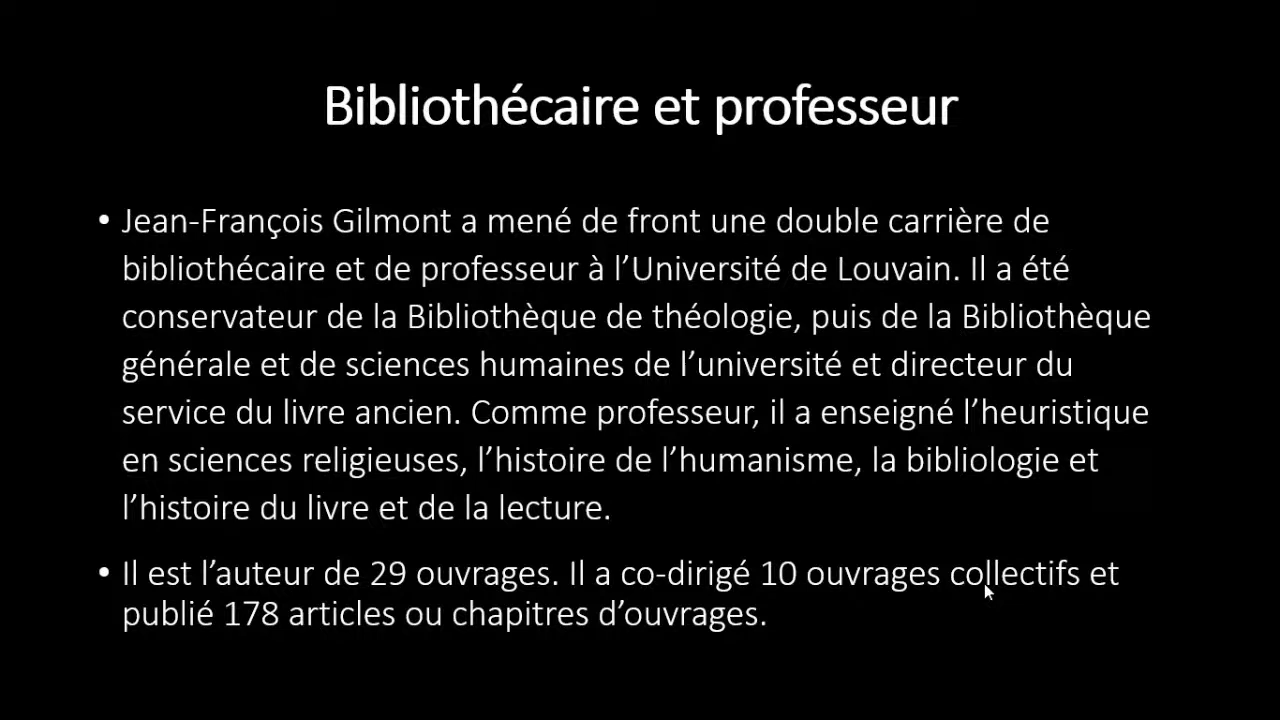 Bibliothécaire et professeur
• Jean-François Gilmont a mené de front une double carrière de
bibliothécaire et de professeur à l’Université de Louvain. Il a été
conservateur de la Bibliothèque de théologie, puis de la Bibliothèque
générale et de sciences humaines de l’université et directeur du
service du livre ancien. Comme professeur, il a enseigné l’heuristique
en sciences religieuses, l’histoire de l’humanisme, la bibliologie et
l’histoire du livre et de la lecture.
• Il est l’auteur de 29 ouvrages. Il a co-dirigé 10 ouvrages collectifs et
publié 178 articles ou chapitres d’ouvrages.